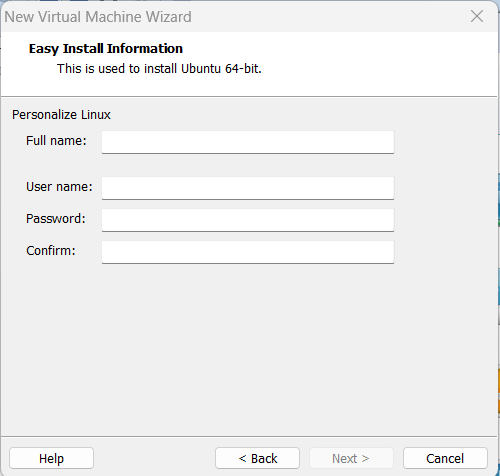 New Virtual Machine Wizard
Easy Install Information
This is used to install Ubuntu 64-bit.
Personalize Linux
Full name:
User name:
Password:
Confirm:
Help
< Back
Next >
Cancel